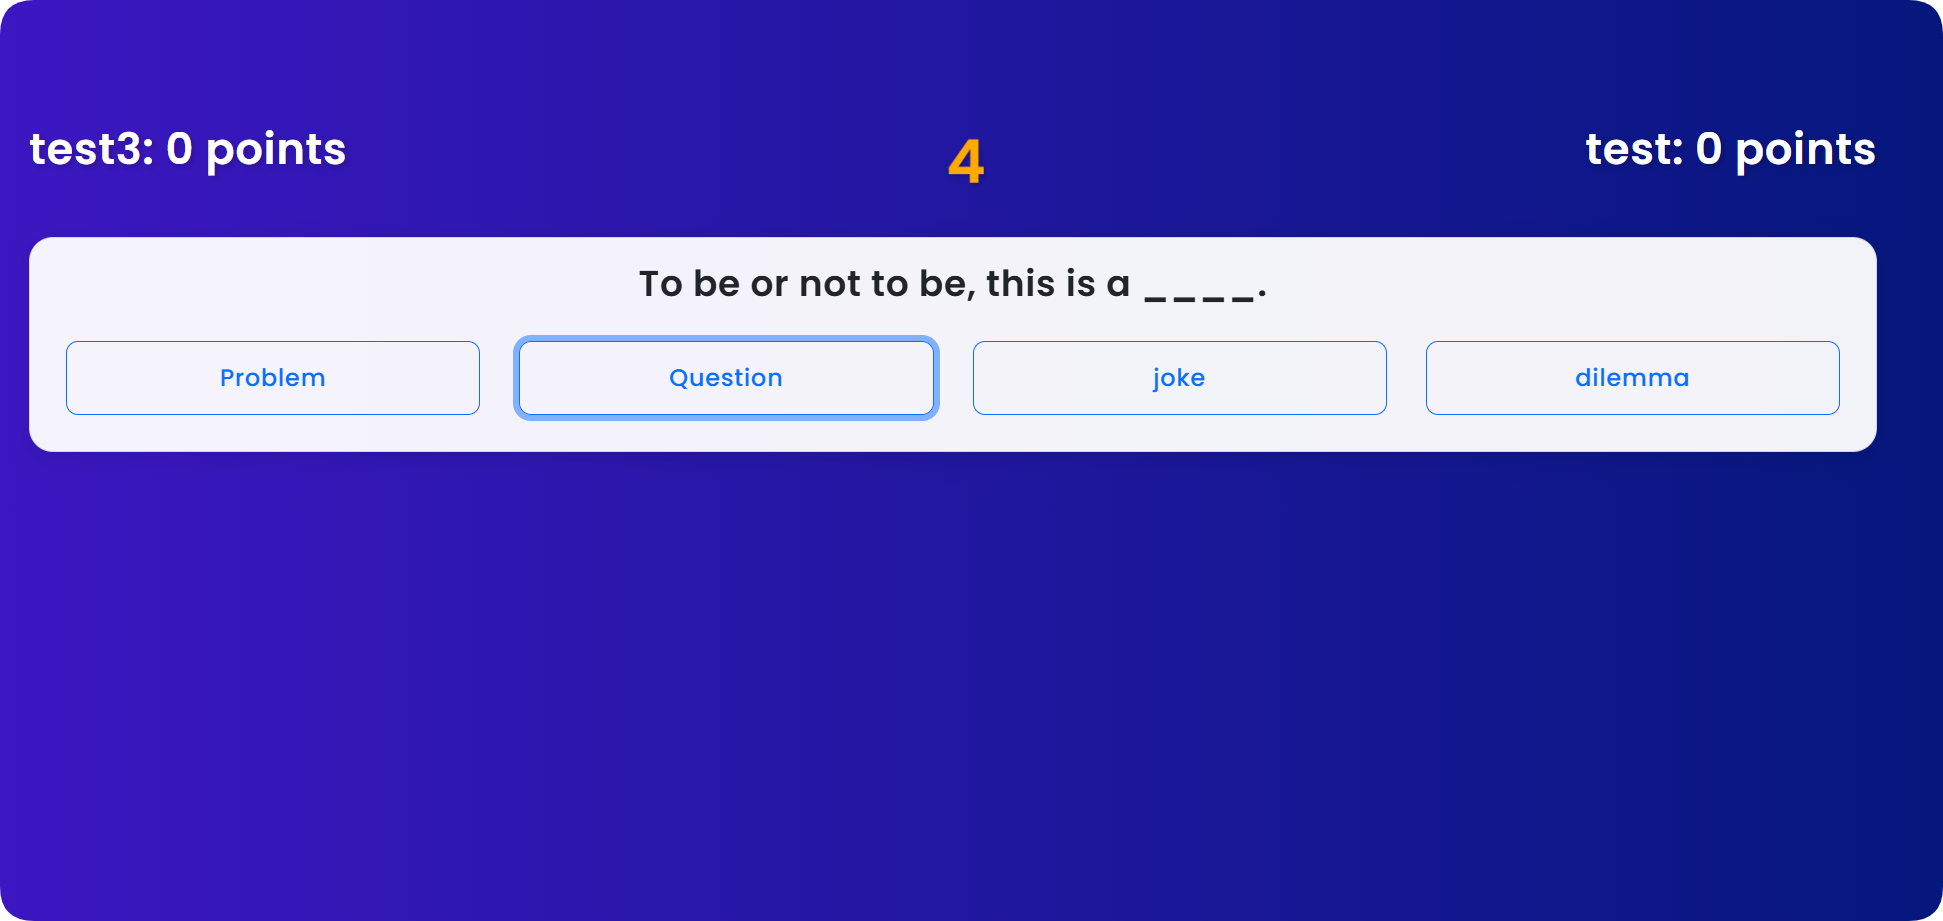 test3: 0 points
4
test: 0 points
To be or not to be, this is a ____.
Problem
Question
joke
dilemma